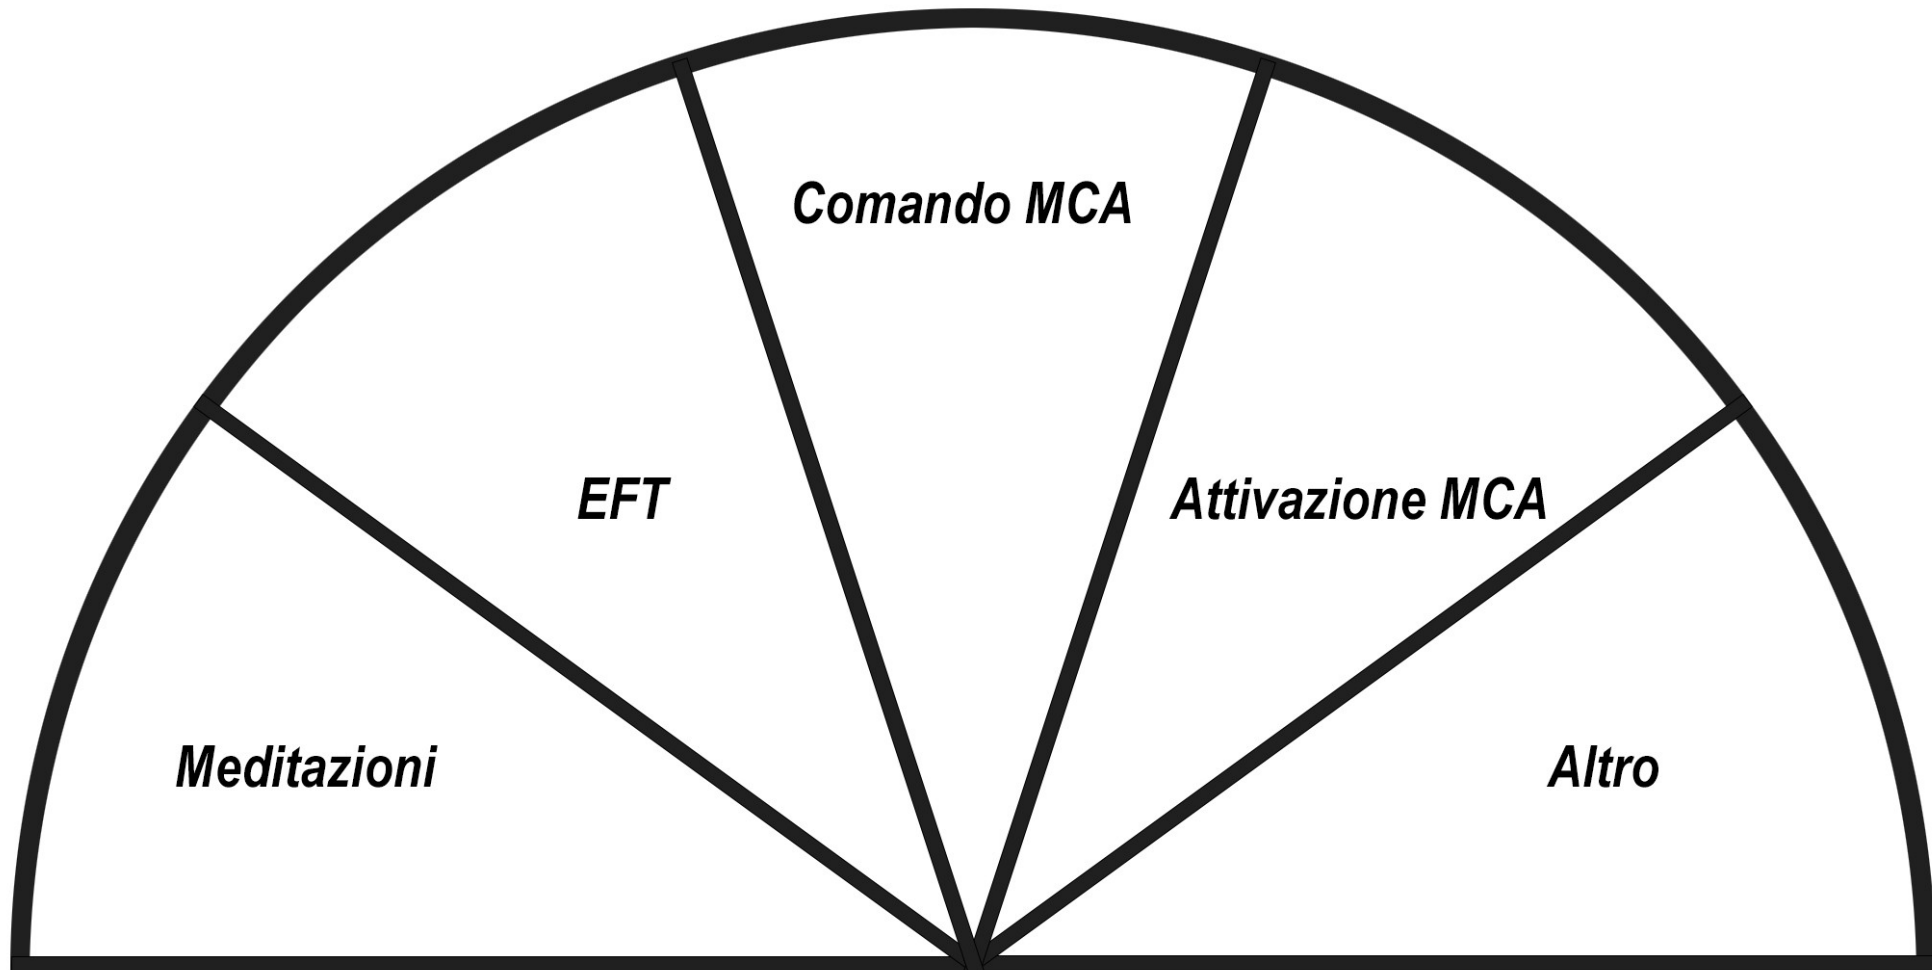 Comando MCA
EFT
Attivazione MCA
Meditazioni
Altro